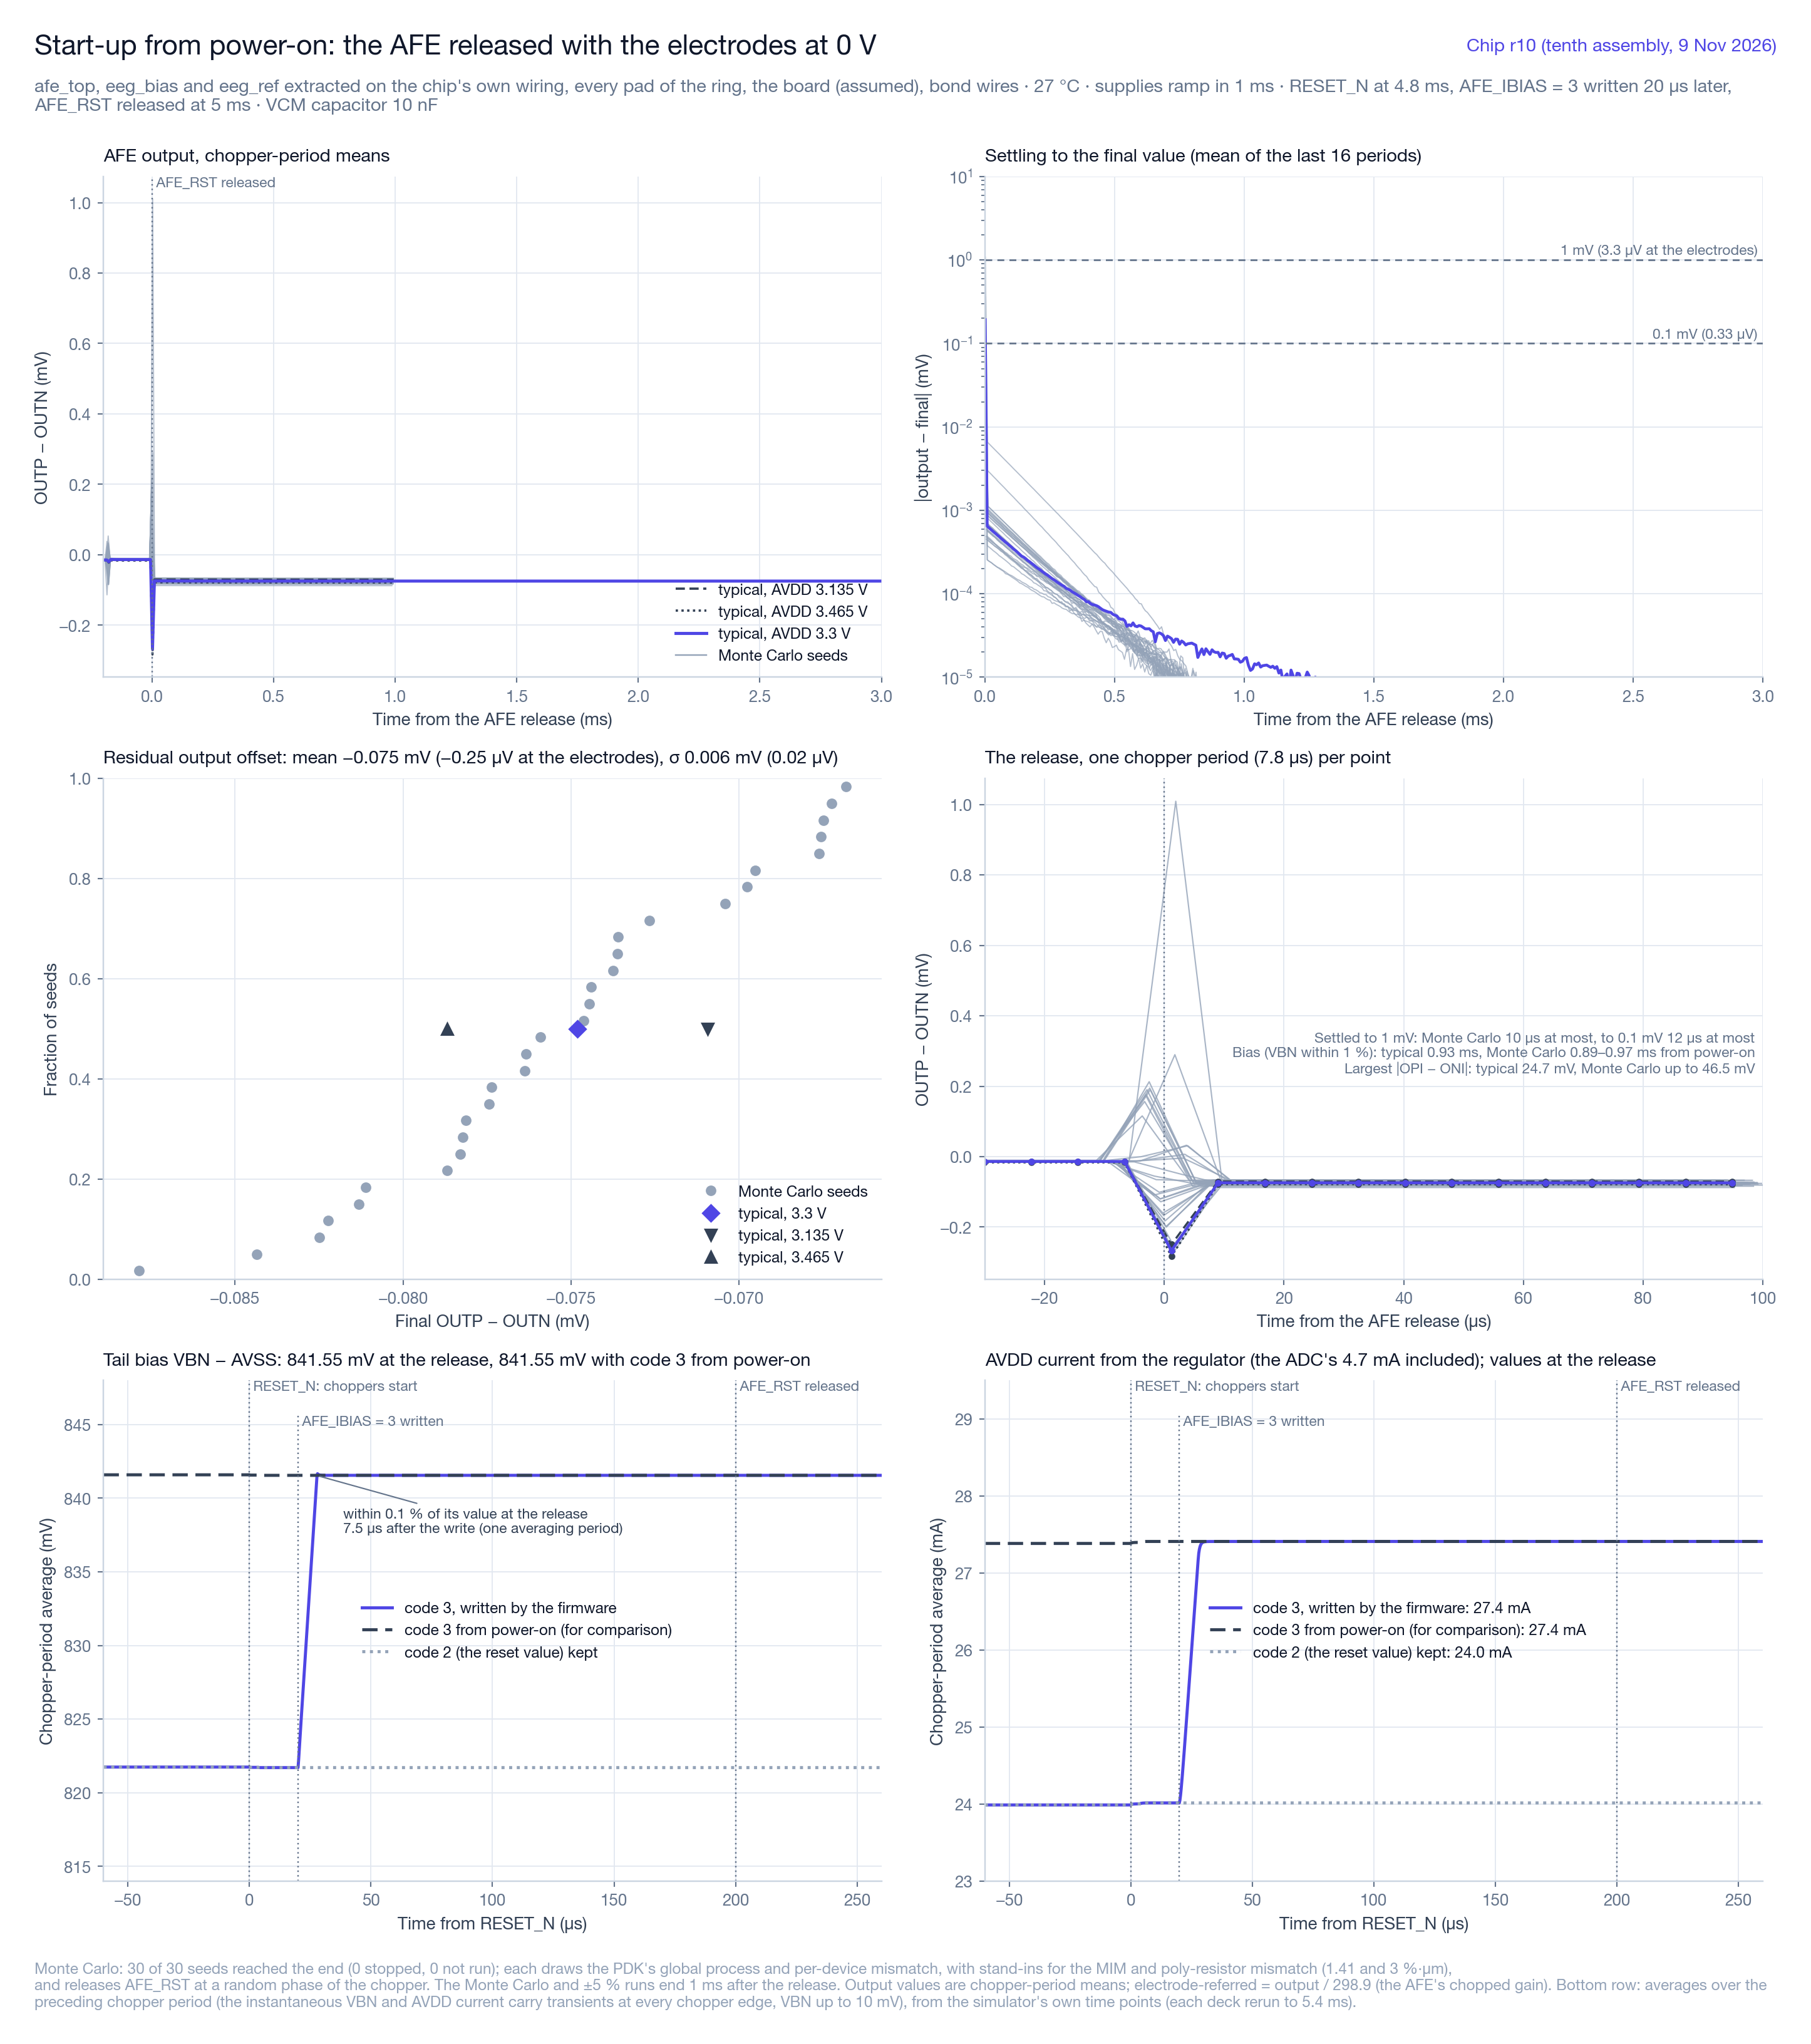 Start-up from power-on: the AFE released with the electrodes at 0 V
Chip r10 (tenth assembly, 9 Nov 2026)
afe_top, eeg_bias and eeg_ref extracted on the chip's own wiring, every pad of the ring, the board (assumed), bond wires · 27 °C · supplies ramp in 1 ms · RESET_N at 4.8 ms, AFE_IBIAS = 3 written 20 µs later,
AFE_RST released at 5 ms · VCM capacitor 10 nF
AFE output, chopper-period means
AFE_RST released
1.0
0.8
0.6
0.4
0.2
0.0
−0.2
OUTP − OUTN (mV)
typical, AVDD 3.135 V
typical, AVDD 3.465 V
typical, AVDD 3.3 V
Monte Carlo seeds
0.0 0.5 1.0 1.5 2.0 2.5 3.0
Time from the AFE release (ms)
Settling to the final value (mean of the last 16 periods)
10¹
10⁰
10⁻¹
10⁻²
10⁻³
10⁻⁴
10⁻⁵
|output − final| (mV)
1 mV (3.3 µV at the electrodes)
0.1 mV (0.33 µV)
0.0 0.5 1.0 1.5 2.0 2.5 3.0
Time from the AFE release (ms)
Residual output offset: mean −0.075 mV (−0.25 µV at the electrodes), σ 0.006 mV (0.02 µV)
1.0
0.8
0.6
0.4
0.2
0.0
Fraction of seeds
Monte Carlo seeds
typical, 3.3 V
typical, 3.135 V
typical, 3.465 V
−0.085 −0.080 −0.075 −0.070
Final OUTP − OUTN (mV)
The release, one chopper period (7.8 µs) per point
1.0
0.8
0.6
0.4
0.2
0.0
−0.2
OUTP − OUTN (mV)
Settled to 1 mV: Monte Carlo 10 µs at most, to 0.1 mV 12 µs at most
Bias (VBN within 1 %): typical 0.93 ms, Monte Carlo 0.89–0.97 ms from power-on
Largest |OPI − ONI|: typical 24.7 mV, Monte Carlo up to 46.5 mV
−20 0 20 40 60 80 100
Time from the AFE release (µs)
Tail bias VBN − AVSS: 841.55 mV at the release, 841.55 mV with code 3 from power-on
RESET_N: choppers start
AFE_RST released
AFE_IBIAS = 3 written
845
840
835
830
825
820
815
Chopper-period average (mV)
within 0.1 % of its value at the release
7.5 µs after the write (one averaging period)
code 3, written by the firmware
code 3 from power-on (for comparison)
code 2 (the reset value) kept
−50 0 50 100 150 200 250
Time from RESET_N (µs)
AVDD current from the regulator (the ADC's 4.7 mA included); values at the release
RESET_N: choppers start
AFE_RST released
AFE_IBIAS = 3 written
29
28
27
26
25
24
23
Chopper-period average (mA)
code 3, written by the firmware: 27.4 mA
code 3 from power-on (for comparison): 27.4 mA
code 2 (the reset value) kept: 24.0 mA
−50 0 50 100 150 200 250
Time from RESET_N (µs)
Monte Carlo: 30 of 30 seeds reached the end (0 stopped, 0 not run); each draws the PDK's global process and per-device mismatch, with stand-ins for the MIM and poly-resistor mismatch (1.41 and 3 %·µm),
and releases AFE_RST at a random phase of the chopper. The Monte Carlo and ±5 % runs end 1 ms after the release. Output values are chopper-period means; electrode-referred = output / 298.9 (the AFE's chopped gain). Bottom row: averages over the
preceding chopper period (the instantaneous VBN and AVDD current carry transients at every chopper edge, VBN up to 10 mV), from the simulator's own time points (each deck rerun to 5.4 ms).